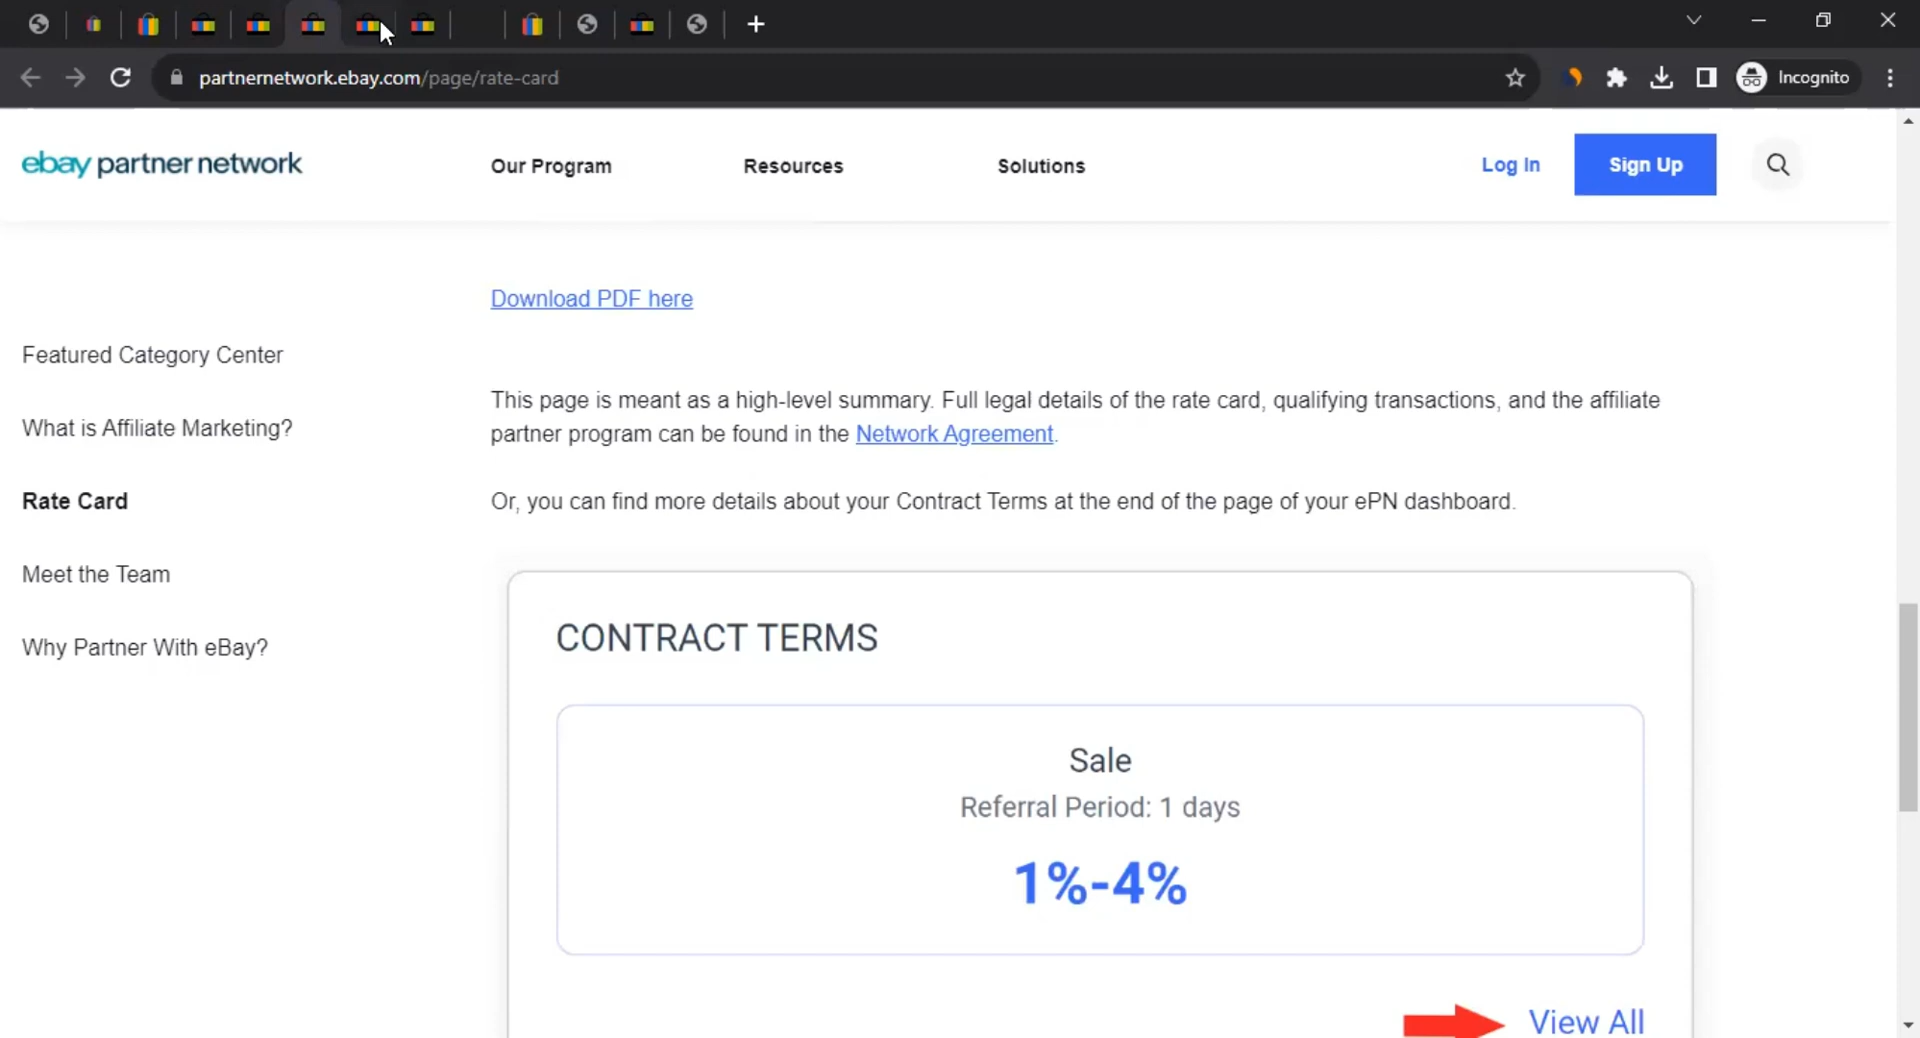 partnernetwork.ebay.com/page/rate-card
Incognito
ebay partner network
Our Program
Resources
Solutions
Log In
Sign Up
Download PDF here
Featured Category Center
What is Affiliate Marketing?
Rate Card
Meet the Team
Why Partner With eBay?
This page is meant as a high-level summary. Full legal details of the rate card, qualifying transactions, and the affiliate
partner program can be found in the Network Agreement.
Or, you can find more details about your Contract Terms at the end of the page of your ePN dashboard.
CONTRACT TERMS
Sale
Referral Period: 1 days
1%-4%
View All